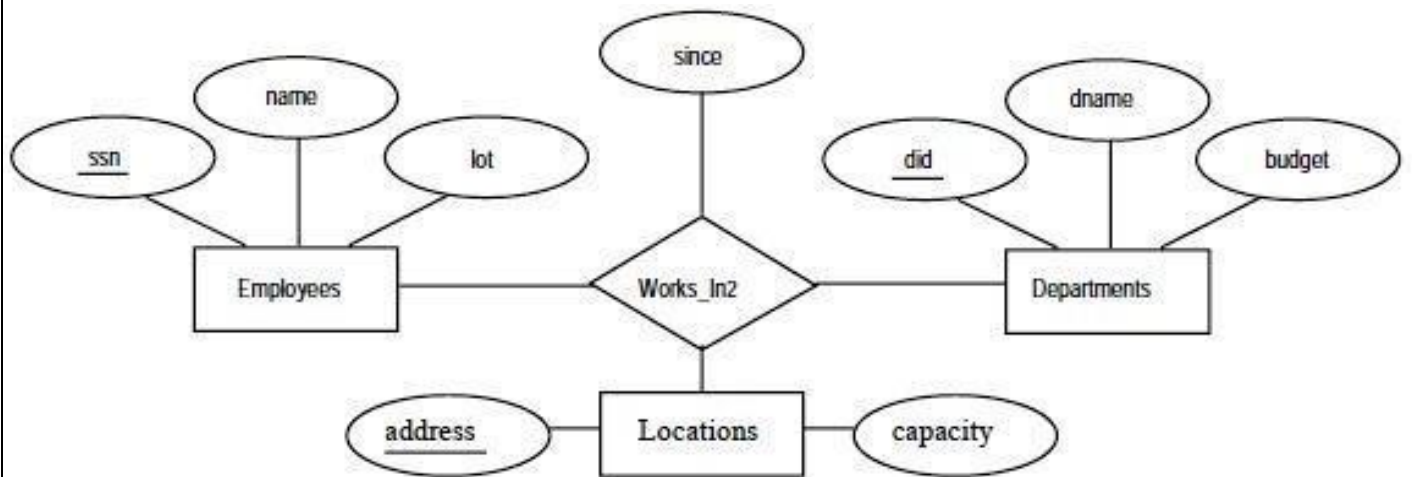 since
name
dname
ssn
lot
did
budget
Employees
Works_In2
Departments
address
Locations
capacity